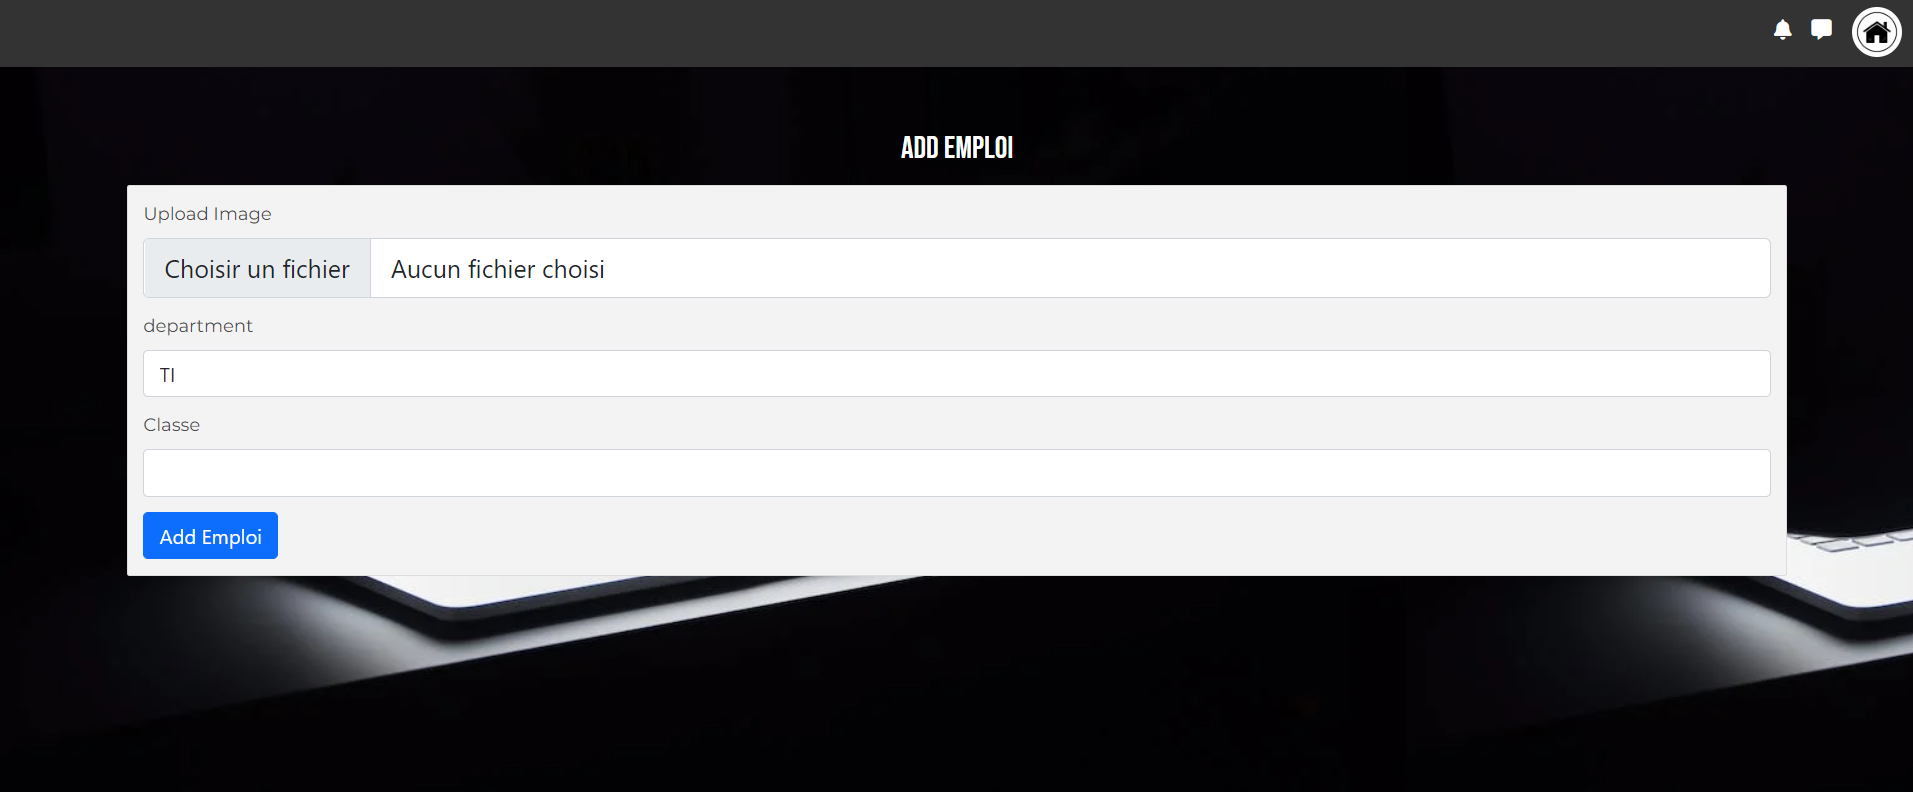 ADD EMPLOI
Upload Image
Choisir un fichier Aucun fichier choisi
department
TI
Classe
Add Emploi